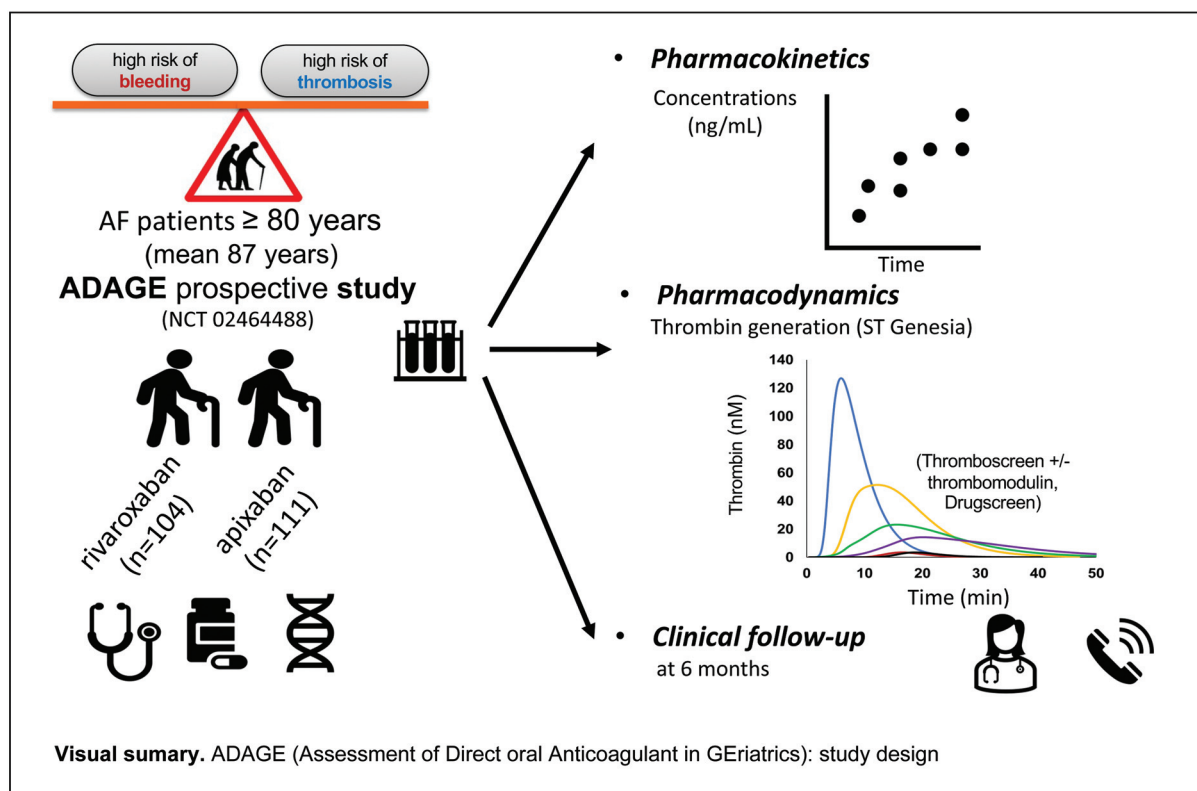 high risk of
bleeding
high risk of
thrombosis
AF patients ≥ 80 years
(mean 87 years)
ADAGE prospective study
(NCT 02464488)
rivaroxaban
(n=104)
apixaban
(n=111)
• Pharmacokinetics
Concentrations
(ng/mL)
Time
• Pharmacodynamics
Thrombin generation (ST Genesia)
Thrombin (nM)
140
120
100
80
60
40
20
0
(Thromboscreen +/-
thrombomodulin,
Drugscreen)
0 10 20 30 40 50
Time (min)
• Clinical follow-up
at 6 months
Visual sumary. ADAGE (Assessment of Direct oral Anticoagulant in GEriatrics): study design